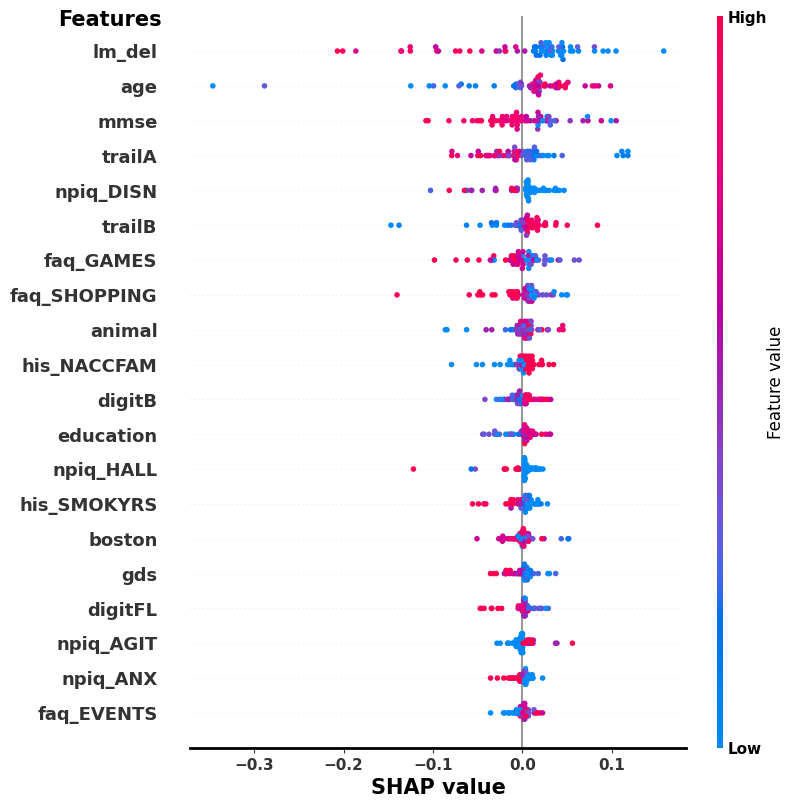 Features
High
lm_del
age
mmse
trailA
npiq_DISN
trailB
faq_GAMES
faq_SHOPPING
animal
his_NACCFAM
digitB
education
npiq_HALL
his_SMOKYRS
boston
gds
digitFL
npiq_AGIT
npiq_ANX
faq_EVENTS
Feature value
Low
−0.3 −0.2 −0.1 0.0 0.1
SHAP value